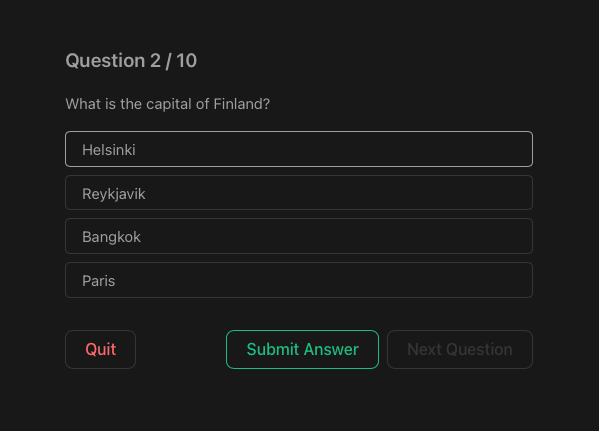 Question 2 / 10
What is the capital of Finland?
Helsinki
Reykjavik
Bangkok
Paris
Quit Submit Answer Next Question